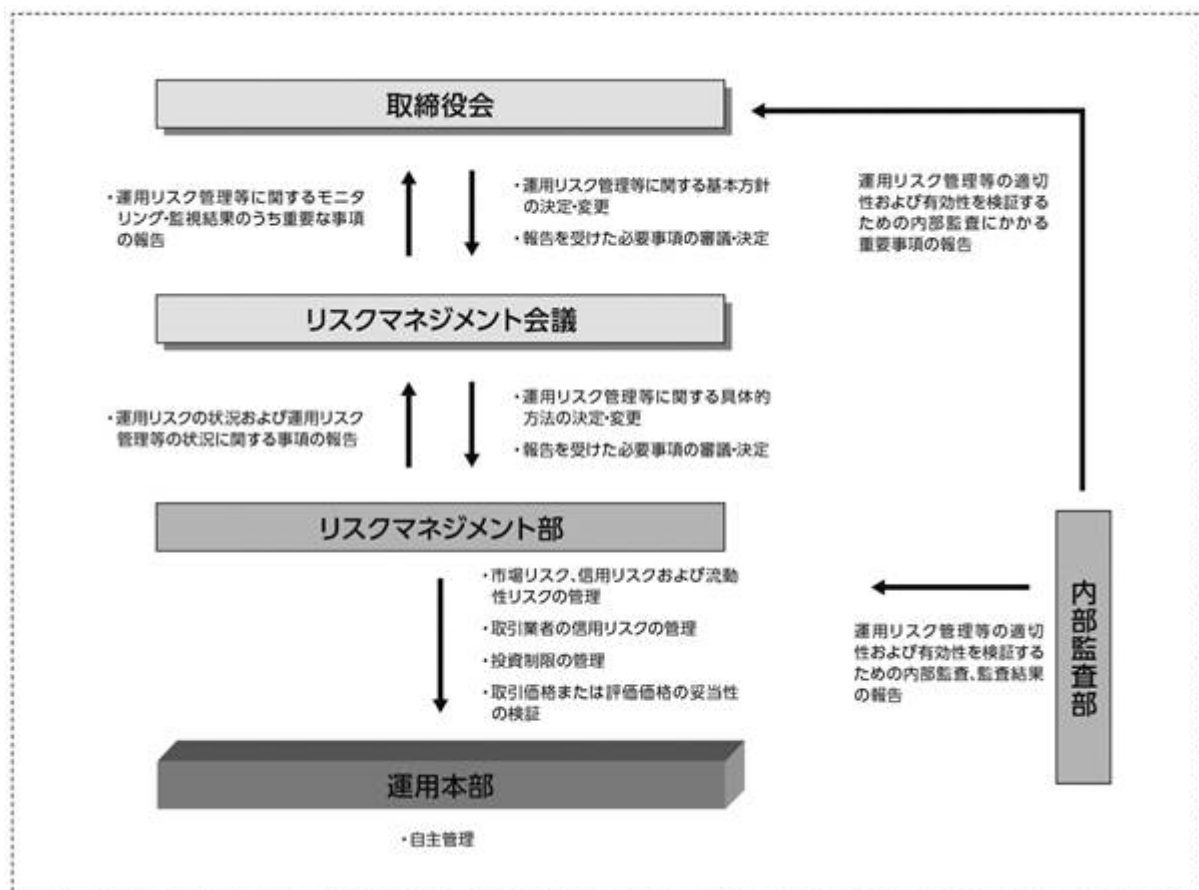 取締役会
・運用リスク管理等に関するモニタ
リング・監視結果のうち重要な事項
の報告
・運用リスク管理等に関する基本方針
の決定・変更
・報告を受けた必要事項の審議・決定
運用リスク管理等の適切
性および有効性を検証する
ための内部監査にかかる
重要事項の報告
リスクマネジメント会議
・運用リスクの状況および運用リスク
管理等の状況に関する事項の報告
・運用リスク管理等に関する具体的
方法の決定・変更
・報告を受けた必要事項の審議・決定
リスクマネジメント部
・市場リスク、信用リスクおよび流動
性リスクの管理
・取引業者の信用リスクの管理
・投資制限の管理
・取引価格または評価価格の妥当性
の検証
運用リスク管理等の適切
性および有効性を検証する
ための内部監査、監査結果
の報告
内部監査部
運用本部
・自主管理